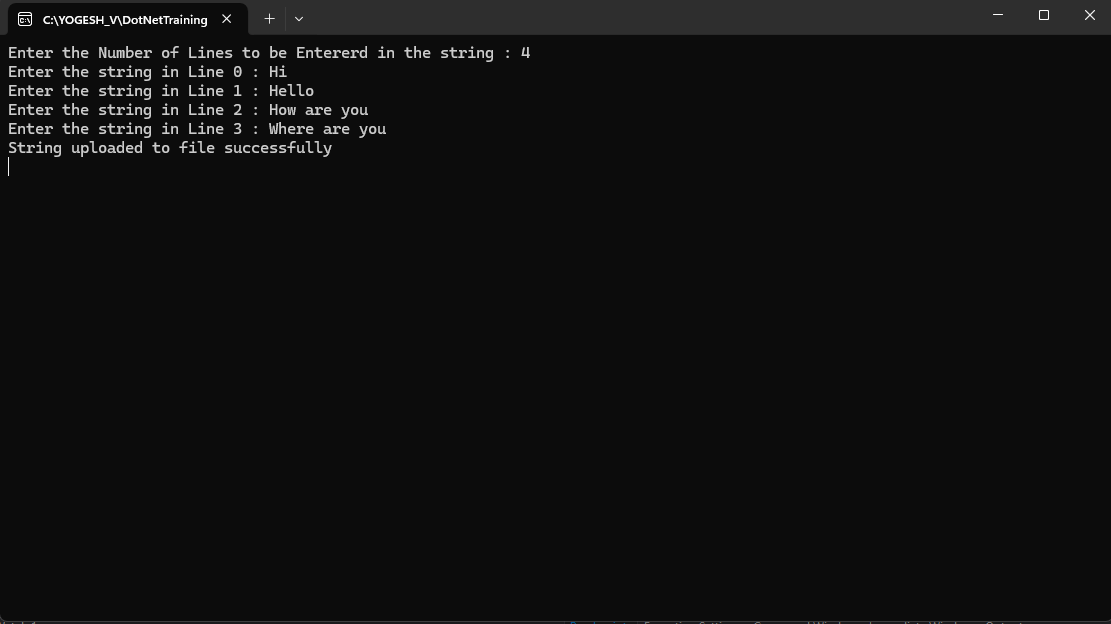 C:\YOGESH_V\DotNetTraining
Enter the Number of Lines to be Entererd in the string : 4
Enter the string in Line 0 : Hi
Enter the string in Line 1 : Hello
Enter the string in Line 2 : How are you
Enter the string in Line 3 : Where are you
String uploaded to file successfully